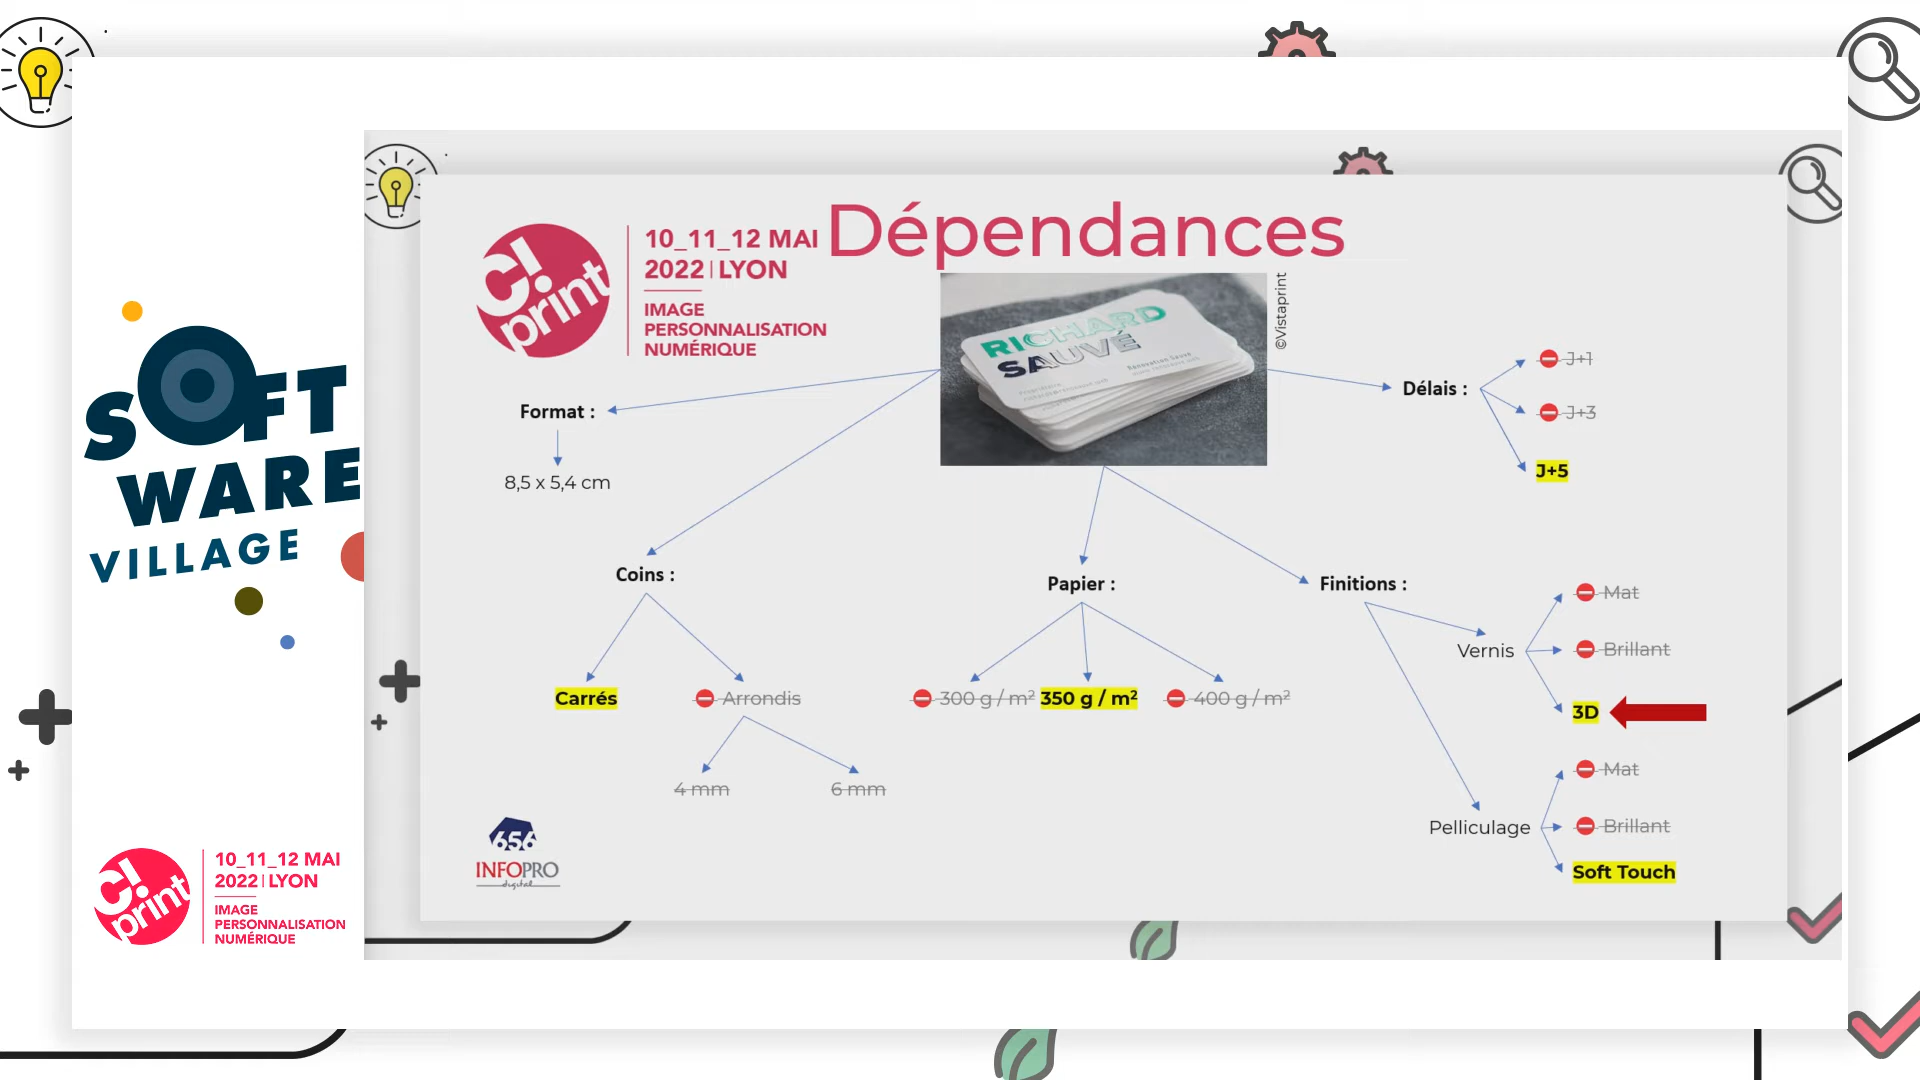 SOFT
WARE
VILLAGE
C!
print
10_11_12 MAI
2022 | LYON
IMAGE
PERSONNALISATION
NUMÉRIQUE
Dépendances
C!
print
10_11_12 MAI
2022 | LYON
IMAGE
PERSONNALISATION
NUMÉRIQUE
RICHARD
SAUVÉ
Rénovation Sauvé
©Vistaprint
Format :
8,5 x 5,4 cm
Délais :
J+1
J+3
J+5
Coins :
Carrés
Arrondis
4 mm
6 mm
Papier :
300 g / m²
350 g / m²
400 g / m²
Finitions :
Vernis
Mat
Brillant
3D
Pelliculage
Mat
Brillant
Soft Touch
656
INFOPRO
digital